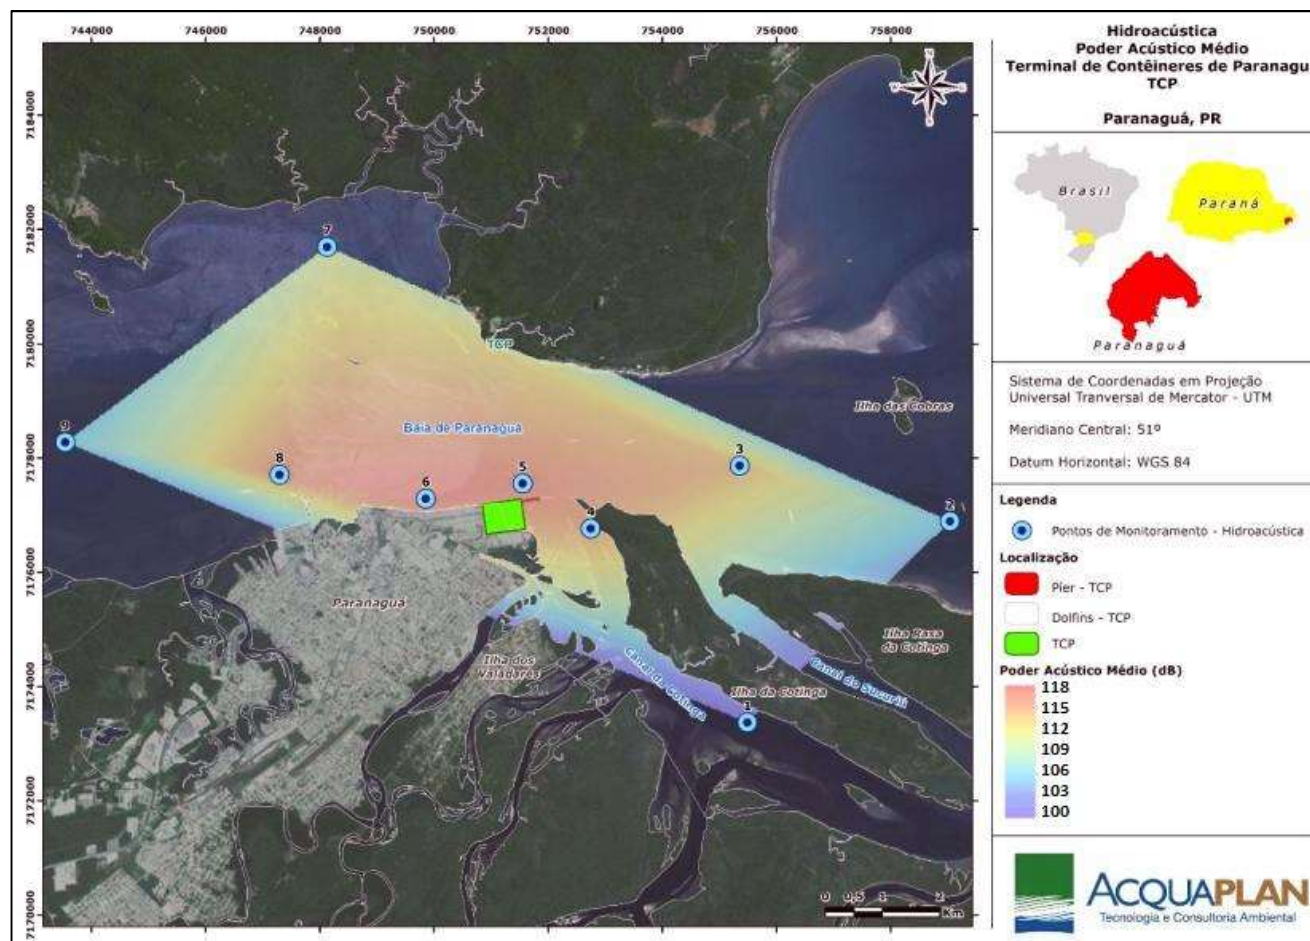 744000 746000 748000 750000 752000 754000 756000 758000
7184000
7182000
7180000
7178000
7176000
7174000
7172000
7170000
N
S
7
TCP
Ilha das Cobras
9
Baía de Paranaguá
3
8
5
6
2
4
Paranaguá
Ilha Rasa
da Cotinga
Ilha dos
Valadares
Canal da Cotinga
Canal do Sucuriú
Ilha da Cotinga
1
0 0,5 1 2
Km
Hidroacústica
Poder Acústico Médio
Terminal de Contêineres de Paranagu
TCP
Paranaguá, PR
Brasil
Paraná
Paranaguá
Sistema de Coordenadas em Projeção
Universal Tranversal de Mercator - UTM
Meridiano Central: 51º
Datum Horizontal: WGS 84
Legenda
Pontos de Monitoramento - Hidroacústica
Localização
Pier - TCP
Dolfins - TCP
TCP
Poder Acústico Médio (dB)
118
115
112
109
106
103
100
ACQUAPLAN
Tecnologia e Consultoria Ambiental